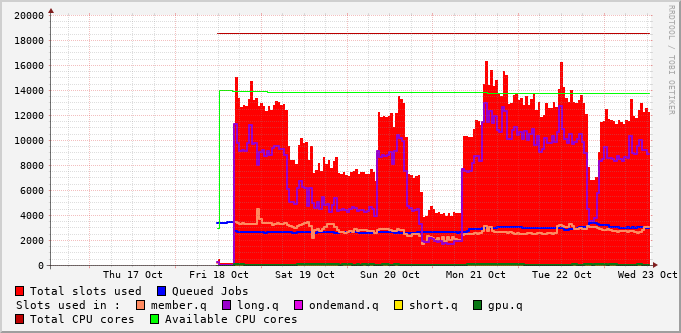 20000
18000
16000
14000
12000
10000
8000
6000
4000
2000
0
Thu 17 Oct Fri 18 Oct Sat 19 Oct Sun 20 Oct Mon 21 Oct Tue 22 Oct Wed 23 Oct
RRDTOOL / TOBI OETIKER
Total slots used Queued Jobs
Slots used in : member.q long.q ondemand.q short.q gpu.q
Total CPU cores Available CPU cores